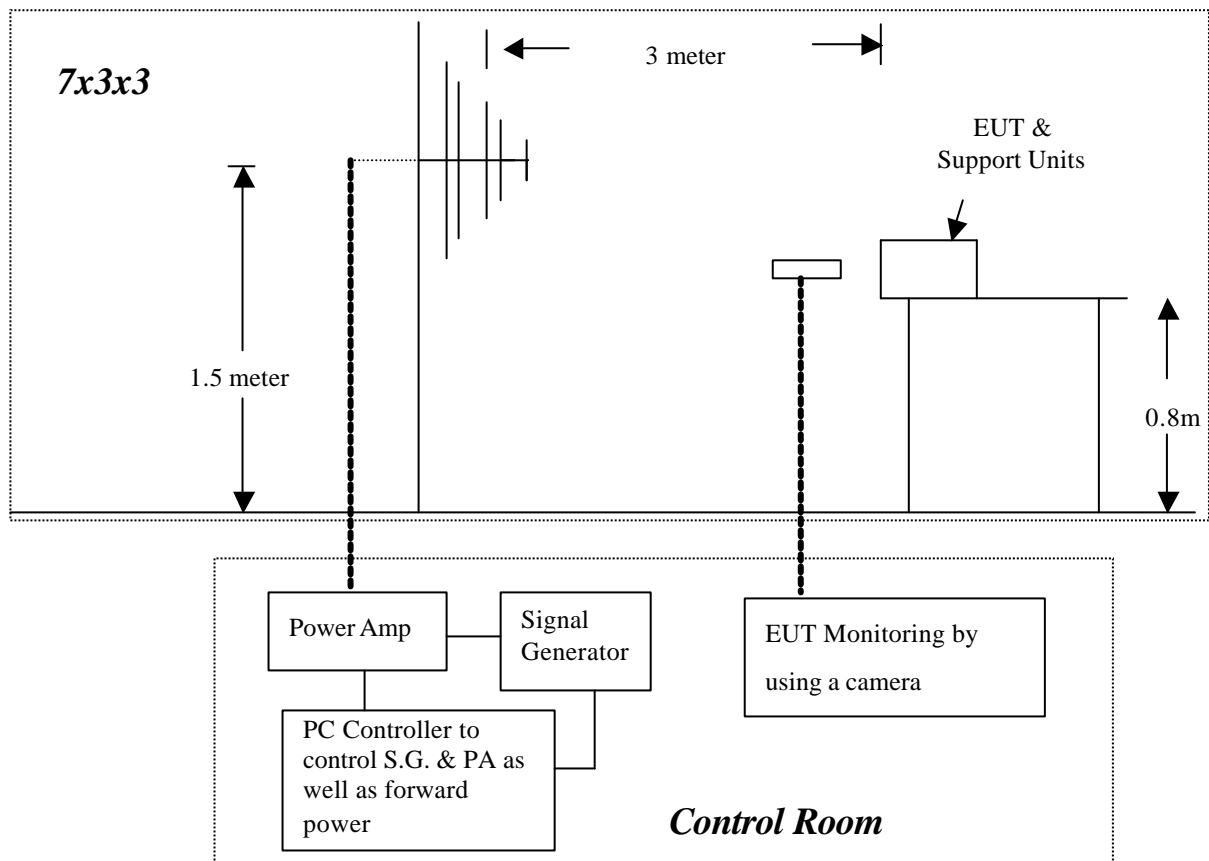 3 meter
7x3x3
EUT &
Support Units
1.5 meter
0.8m
Power Amp
Signal
Generator
EUT Monitoring by
using a camera
PC Controller to
control S.G. & PA as
well as forward
power
Control Room